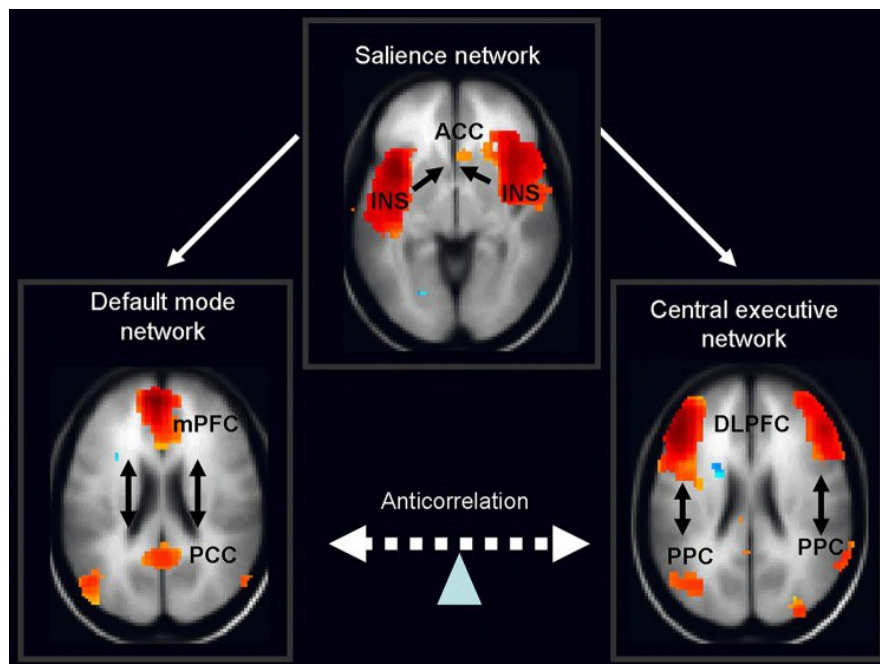 Salience network
ACC
INS
INS
Default mode
network
mPFC
PCC
Anticorrelation
Central executive
network
DLPFC
PPC
PPC